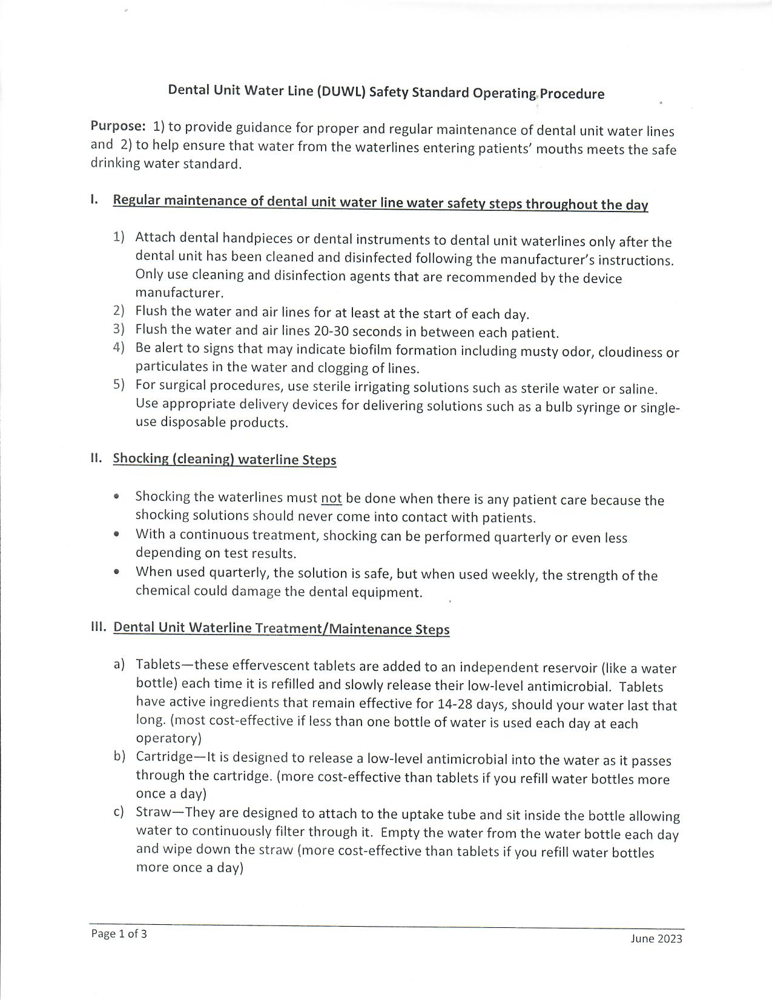 Dental Unit Water Line (DUWL) Safety Standard Operating Procedure
Purpose: 1) to provide guidance for proper and regular maintenance of dental unit water lines
and 2) to help ensure that water from the waterlines entering patients’ mouths meets the safe
drinking water standard.
I. Regular maintenance of dental unit water line water safety steps throughout the day
1) Attach dental handpieces or dental instruments to dental unit waterlines only after the
dental unit has been cleaned and disinfected following the manufacturer’s instructions.
Only use cleaning and disinfection agents that are recommended by the device
manufacturer.
2) Flush the water and air lines for at least at the start of each day.
3) Flush the water and air lines 20-30 seconds in between each patient.
4) Be alert to signs that may indicate biofilm formation including musty odor, cloudiness or
particulates in the water and clogging of lines.
5) For surgical procedures, use sterile irrigating solutions such as sterile water or saline.
Use appropriate delivery devices for delivering solutions such as a bulb syringe or single-
use disposable products.
II. Shocking (cleaning) waterline Steps
• Shocking the waterlines must not be done when there is any patient care because the
shocking solutions should never come into contact with patients.
• With a continuous treatment, shocking can be performed quarterly or even less
depending on test results.
• When used quarterly, the solution is safe, but when used weekly, the strength of the
chemical could damage the dental equipment.
III. Dental Unit Waterline Treatment/Maintenance Steps
a) Tablets—these effervescent tablets are added to an independent reservoir (like a water
bottle) each time it is refilled and slowly release their low-level antimicrobial. Tablets
have active ingredients that remain effective for 14-28 days, should your water last that
long. (most cost-effective if less than one bottle of water is used each day at each
operatory)
b) Cartridge—It is designed to release a low-level antimicrobial into the water as it passes
through the cartridge. (more cost-effective than tablets if you refill water bottles more
once a day)
c) Straw—They are designed to attach to the uptake tube and sit inside the bottle allowing
water to continuously filter through it. Empty the water from the water bottle each day
and wipe down the straw (more cost-effective than tablets if you refill water bottles
more once a day)
Page 1 of 3
June 2023